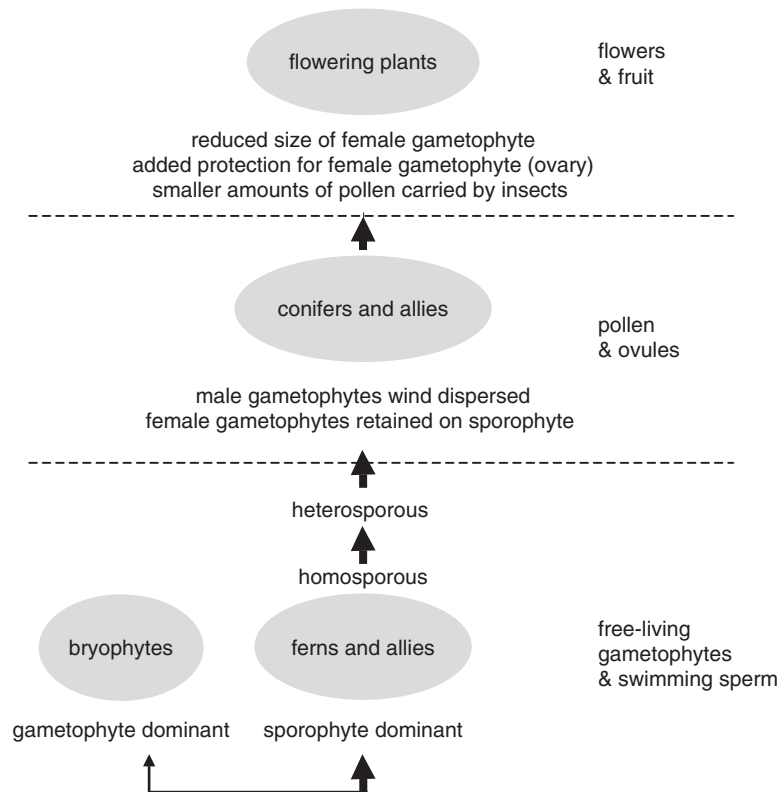 flowering plants
flowers
& fruit
reduced size of female gametophyte
added protection for female gametophyte (ovary)
smaller amounts of pollen carried by insects
conifers and allies
pollen
& ovules
male gametophytes wind dispersed
female gametophytes retained on sporophyte
heterosporous
homosporous
bryophytes
ferns and allies
free-living
gametophytes
& swimming sperm
gametophyte dominant
sporophyte dominant